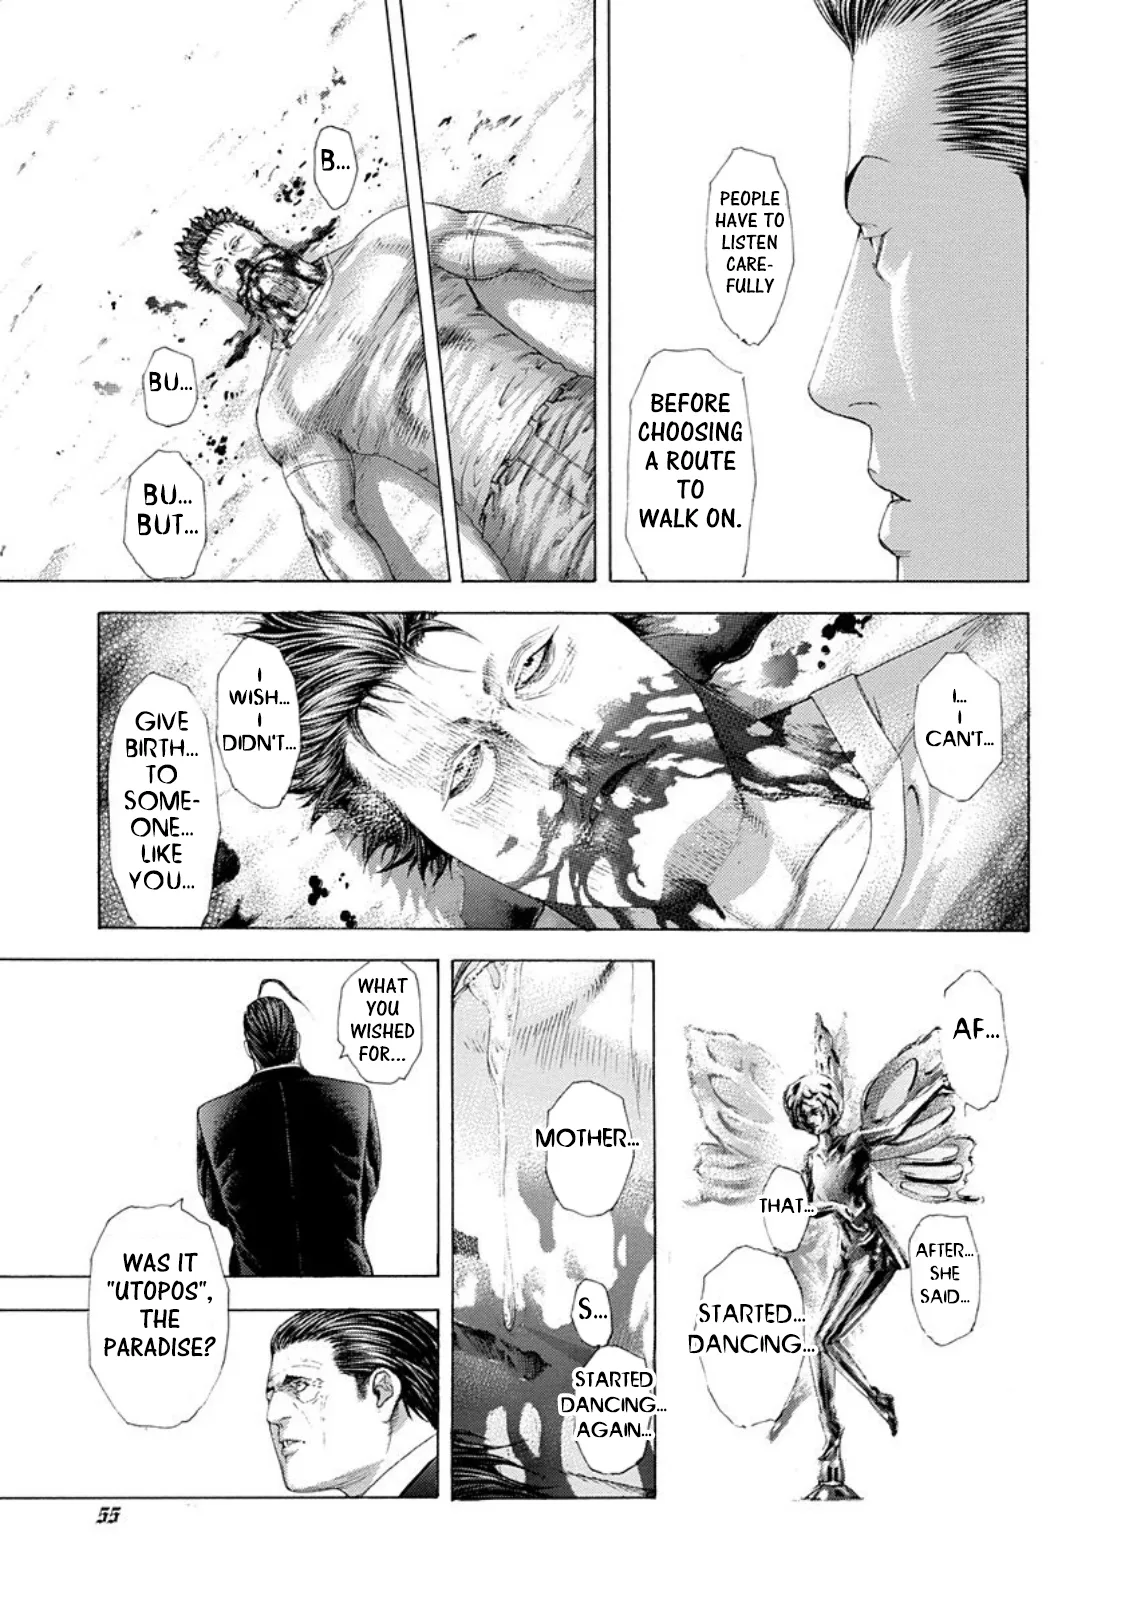 PEOPLE
HAVE TO
LISTEN
CARE-
FULLY
BEFORE
CHOOSING
A ROUTE
TO
WALK ON.
B...
BU...
BU...
BUT...
I...
I
CAN'T...
I
WISH...
I
DIDN'T...
GIVE
BIRTH...
TO
SOME-
ONE...
LIKE
YOU...
AF...
AFTER...
SHE
SAID...
THAT...
STARTED...
DANCING...
MOTHER...
S...
STARTED
DANCING...
AGAIN...
WHAT
YOU
WISHED
FOR...
WAS IT
"UTOPOS",
THE
PARADISE?
55